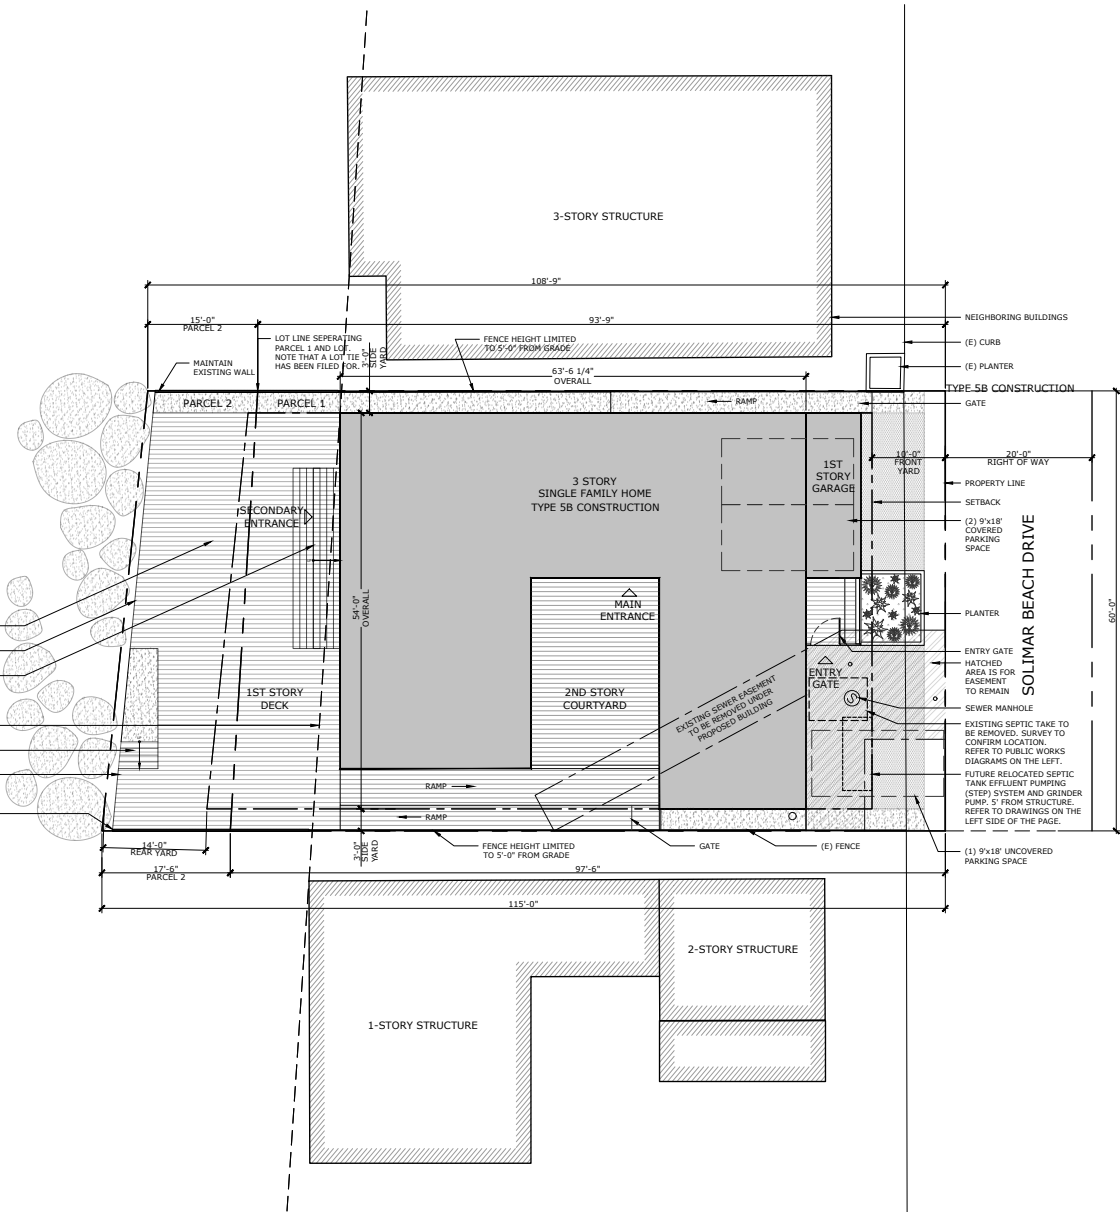 3-STORY STRUCTURE
108'-9"
15'-0"
PARCEL 2
93'-9"
NEIGHBORING BUILDINGS
LOT LINE SEPERATING
PARCEL 1 AND LOT.
NOTE THAT A LOT TIE
HAS BEEN FILED FOR.
3'-0"
SIDE
YARD
FENCE HEIGHT LIMITED
TO 5'-0" FROM GRADE
(E) CURB
MAINTAIN
EXISTING WALL
63'-6 1/4"
OVERALL
(E) PLANTER
TYPE 5B CONSTRUCTION
PARCEL 2
PARCEL 1
RAMP
GATE
10'-0"
FRONT
YARD
20'-0"
RIGHT OF WAY
1ST
STORY
GARAGE
3 STORY
SINGLE FAMILY HOME
TYPE 5B CONSTRUCTION
PROPERTY LINE
SETBACK
SECONDARY
ENTRANCE
(2) 9'x18'
COVERED
PARKING
SPACE
SOLIMAR BEACH DRIVE
60'-0"
54'-0"
OVERALL
MAIN
ENTRANCE
PLANTER
ENTRY GATE
HATCHED
AREA IS FOR
EASEMENT
TO REMAIN
ENTRY
GATE
1ST STORY
DECK
2ND STORY
COURTYARD
EXISTING SEWER EASEMENT
TO BE REMOVED UNDER
PROPOSED BUILDING
S
SEWER MANHOLE
EXISTING SEPTIC TAKE TO
BE REMOVED. SURVEY TO
CONFIRM LOCATION.
REFER TO PUBLIC WORKS
DIAGRAMS ON THE LEFT.
FUTURE RELOCATED SEPTIC
TANK EFFLUENT PUMPING
(STEP) SYSTEM AND GRINDER
PUMP. 5' FROM STRUCTURE.
REFER TO DRAWINGS ON THE
LEFT SIDE OF THE PAGE.
RAMP
RAMP
14'-0"
REAR YARD
3'-0"
SIDE
YARD
FENCE HEIGHT LIMITED
TO 5'-0" FROM GRADE
GATE
(E) FENCE
(1) 9'x18' UNCOVERED
PARKING SPACE
17'-6"
PARCEL 2
97'-6"
115'-0"
2-STORY STRUCTURE
1-STORY STRUCTURE